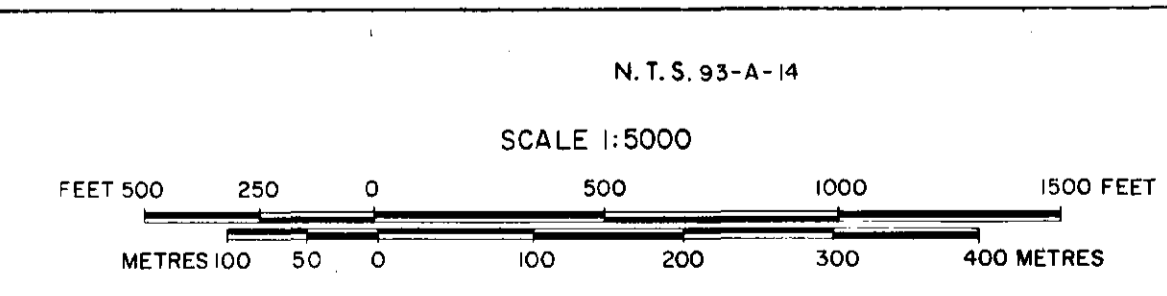 N.T.S. 93-A-14
SCALE 1:5000
FEET 500 250 0 500 1000 1500 FEET
METRES 100 50 0 100 200 300 400 METRES